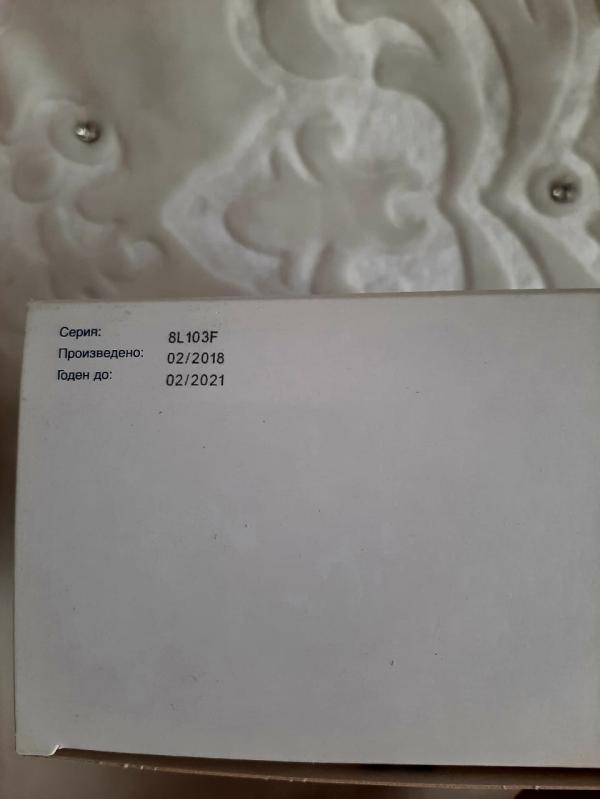 Серия: 8L103F
Произведено: 02/2018
Годен до: 02/2021